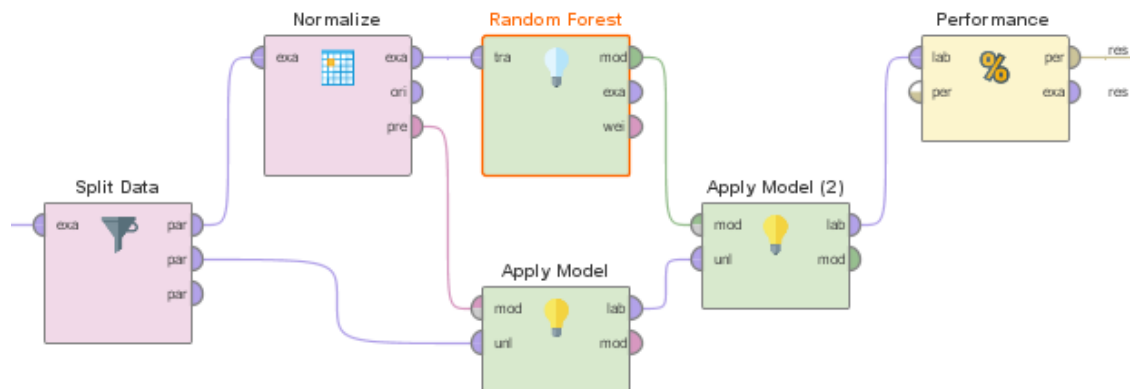 Normalize
exa exa
ori
pre
Random Forest
tra mod
exa
wei
Performance
lab per
per exa
res
res
%
Split Data
exa par
par
par
Apply Model
mod lab
unl mod
Apply Model (2)
mod lab
unl mod